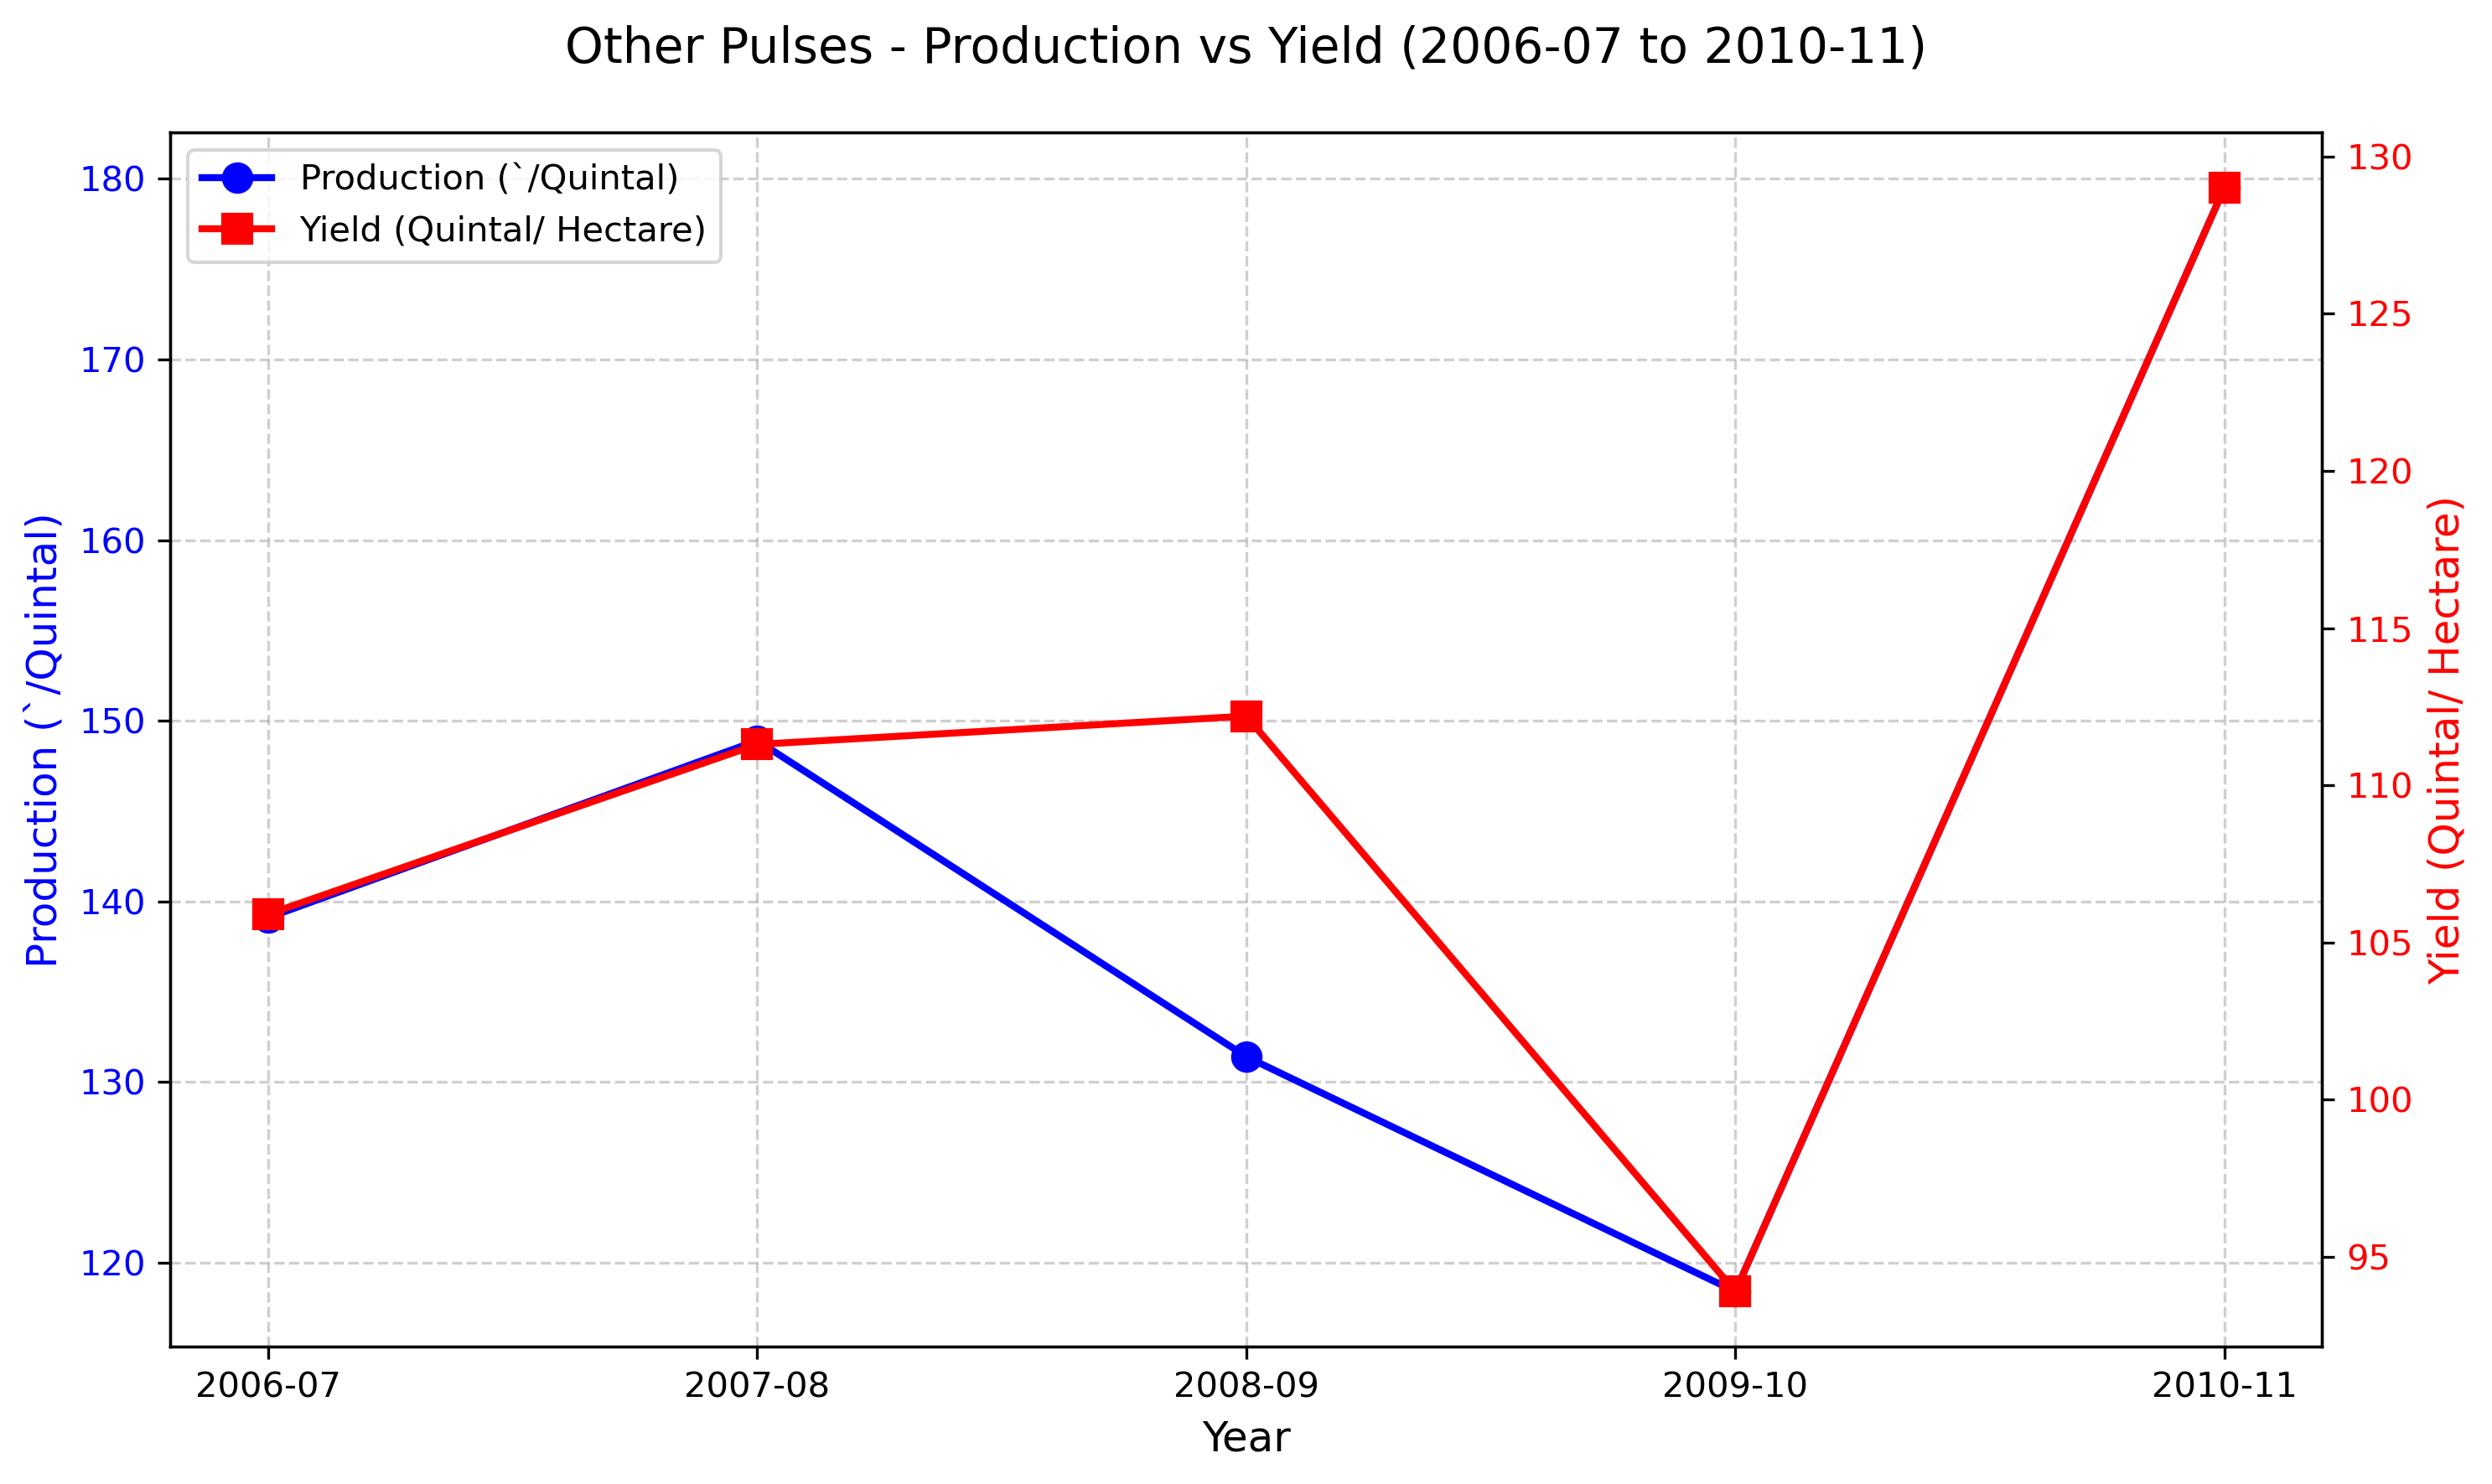 Other Pulses - Production vs Yield (2006-07 to 2010-11)
Production (`/Quintal)
Yield (Quintal/ Hectare)
180
170
160
150
140
130
120
Production (`/Quintal)
130
125
120
115
110
105
100
95
Yield (Quintal/ Hectare)
2006-07 2007-08 2008-09 2009-10 2010-11
Year